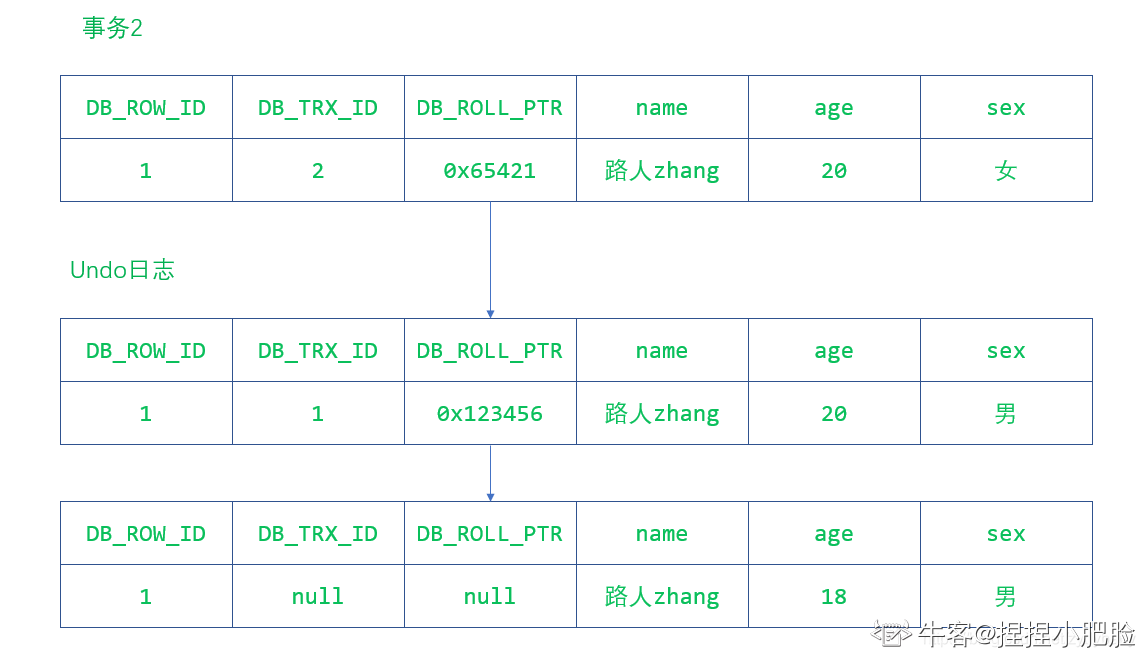 事务2
DB_ROW_ID DB_TRX_ID DB_ROLL_PTR name age sex
1 2 0x65421 路人zhang 20 女
Undo日志
DB_ROW_ID DB_TRX_ID DB_ROLL_PTR name age sex
1 1 0x123456 路人zhang 20 男
DB_ROW_ID DB_TRX_ID DB_ROLL_PTR name age sex
1 null null 路人zhang 18 男
牛客@捏捏小肥脸